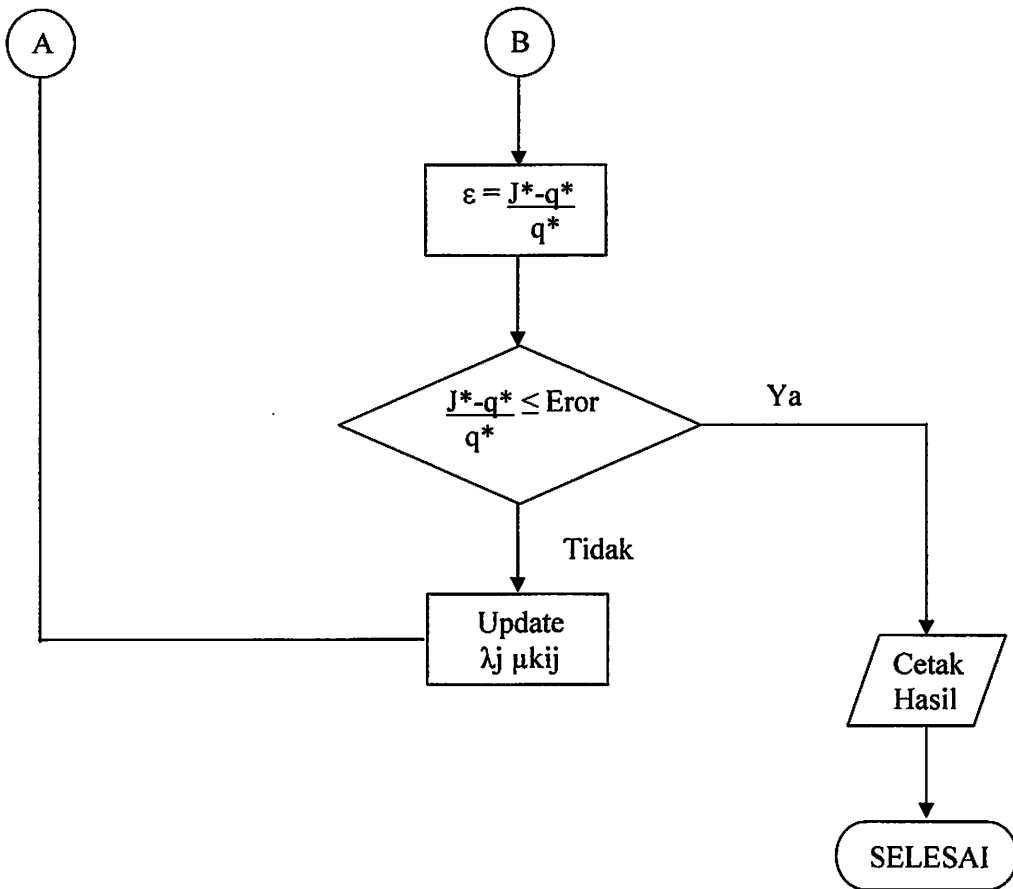 A
B
ε = J*-q*
q*
J*-q* ≤ Eror
q*
Ya
Tidak
Update
λj µkij
Cetak
Hasil
SELESAI